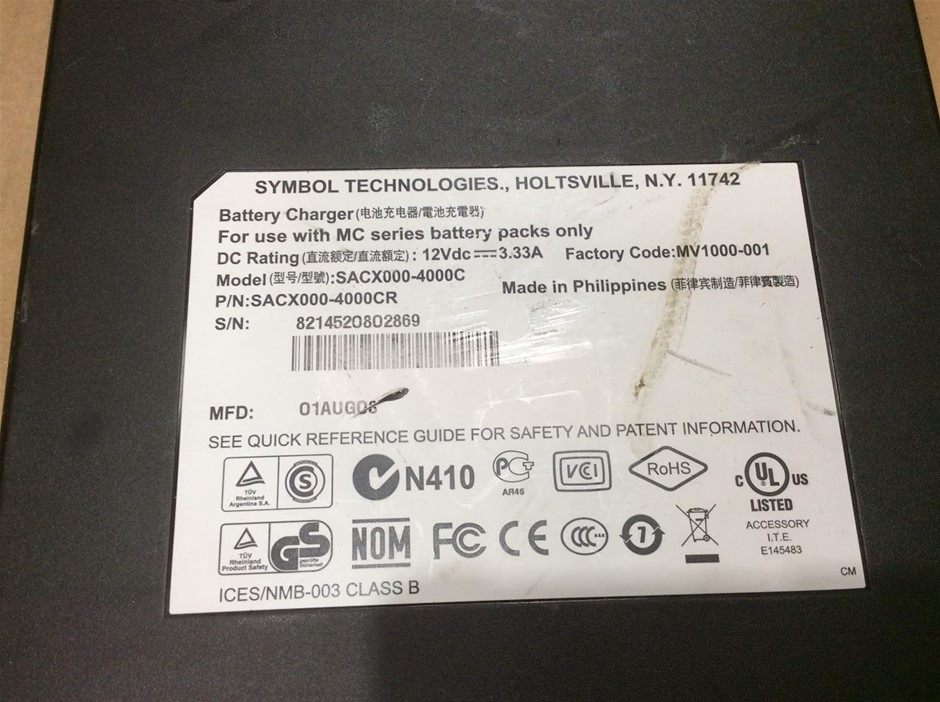 SYMBOL TECHNOLOGIES., HOLTSVILLE, N.Y. 11742
Battery Charger(电池充电器/電池充電器)
For use with MC series battery packs only
DC Rating(直流额定/直流額定): 12Vdc⎓3.33A Factory Code:MV1000-001
Model(型号/型號):SACX000-4000C
Made in Philippines (菲律宾制造/菲律賓製造)
P/N:SACX000-4000CR
S/N: 8214520802869
MFD: 01AUG08
SEE QUICK REFERENCE GUIDE FOR SAFETY AND PATENT INFORMATION.
TÜV Rheinland Argentina S.A. S
N410
PCT AR46
VCI
RoHS
C UL US LISTED
ACCESSORY
I.T.E.
E145483
TÜV Rheinland Product Safety GS geprüfte Sicherheit
NOM
FC CE CCC
ICES/NMB-003 CLASS B
CM